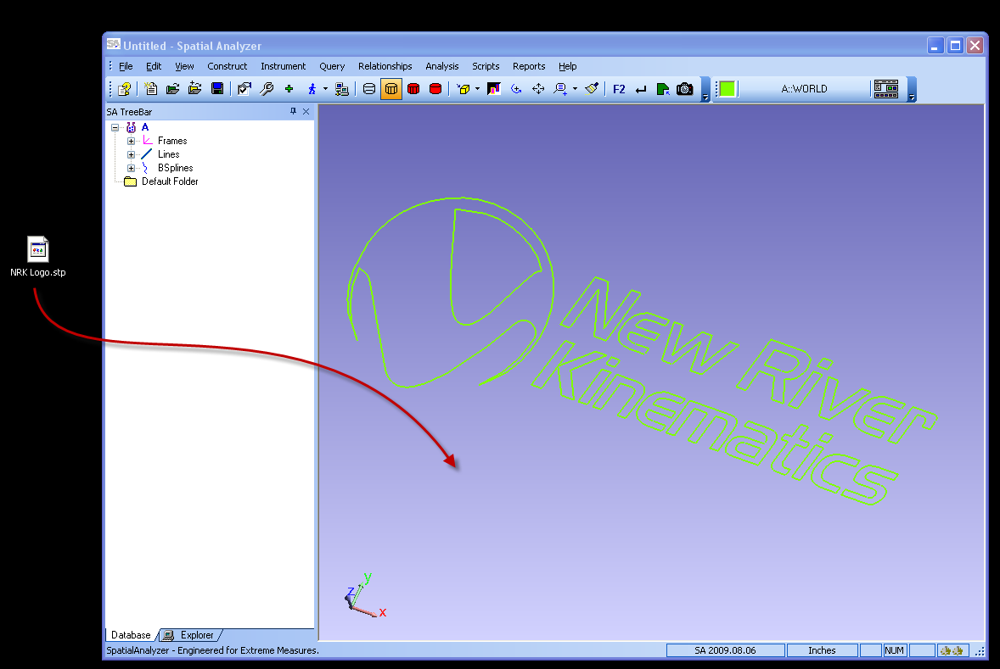 Untitled - Spatial Analyzer
File Edit View Construct Instrument Query Relationships Analysis Scripts Reports Help
F2 A::WORLD
SA TreeBar
A
Frames
Lines
BSplines
Default Folder
NRK Logo.stp
New River
Kinematics
y
z
x
Database Explorer
SpatialAnalyzer - Engineered for Extreme Measures. SA 2009.08.06 Inches NUM